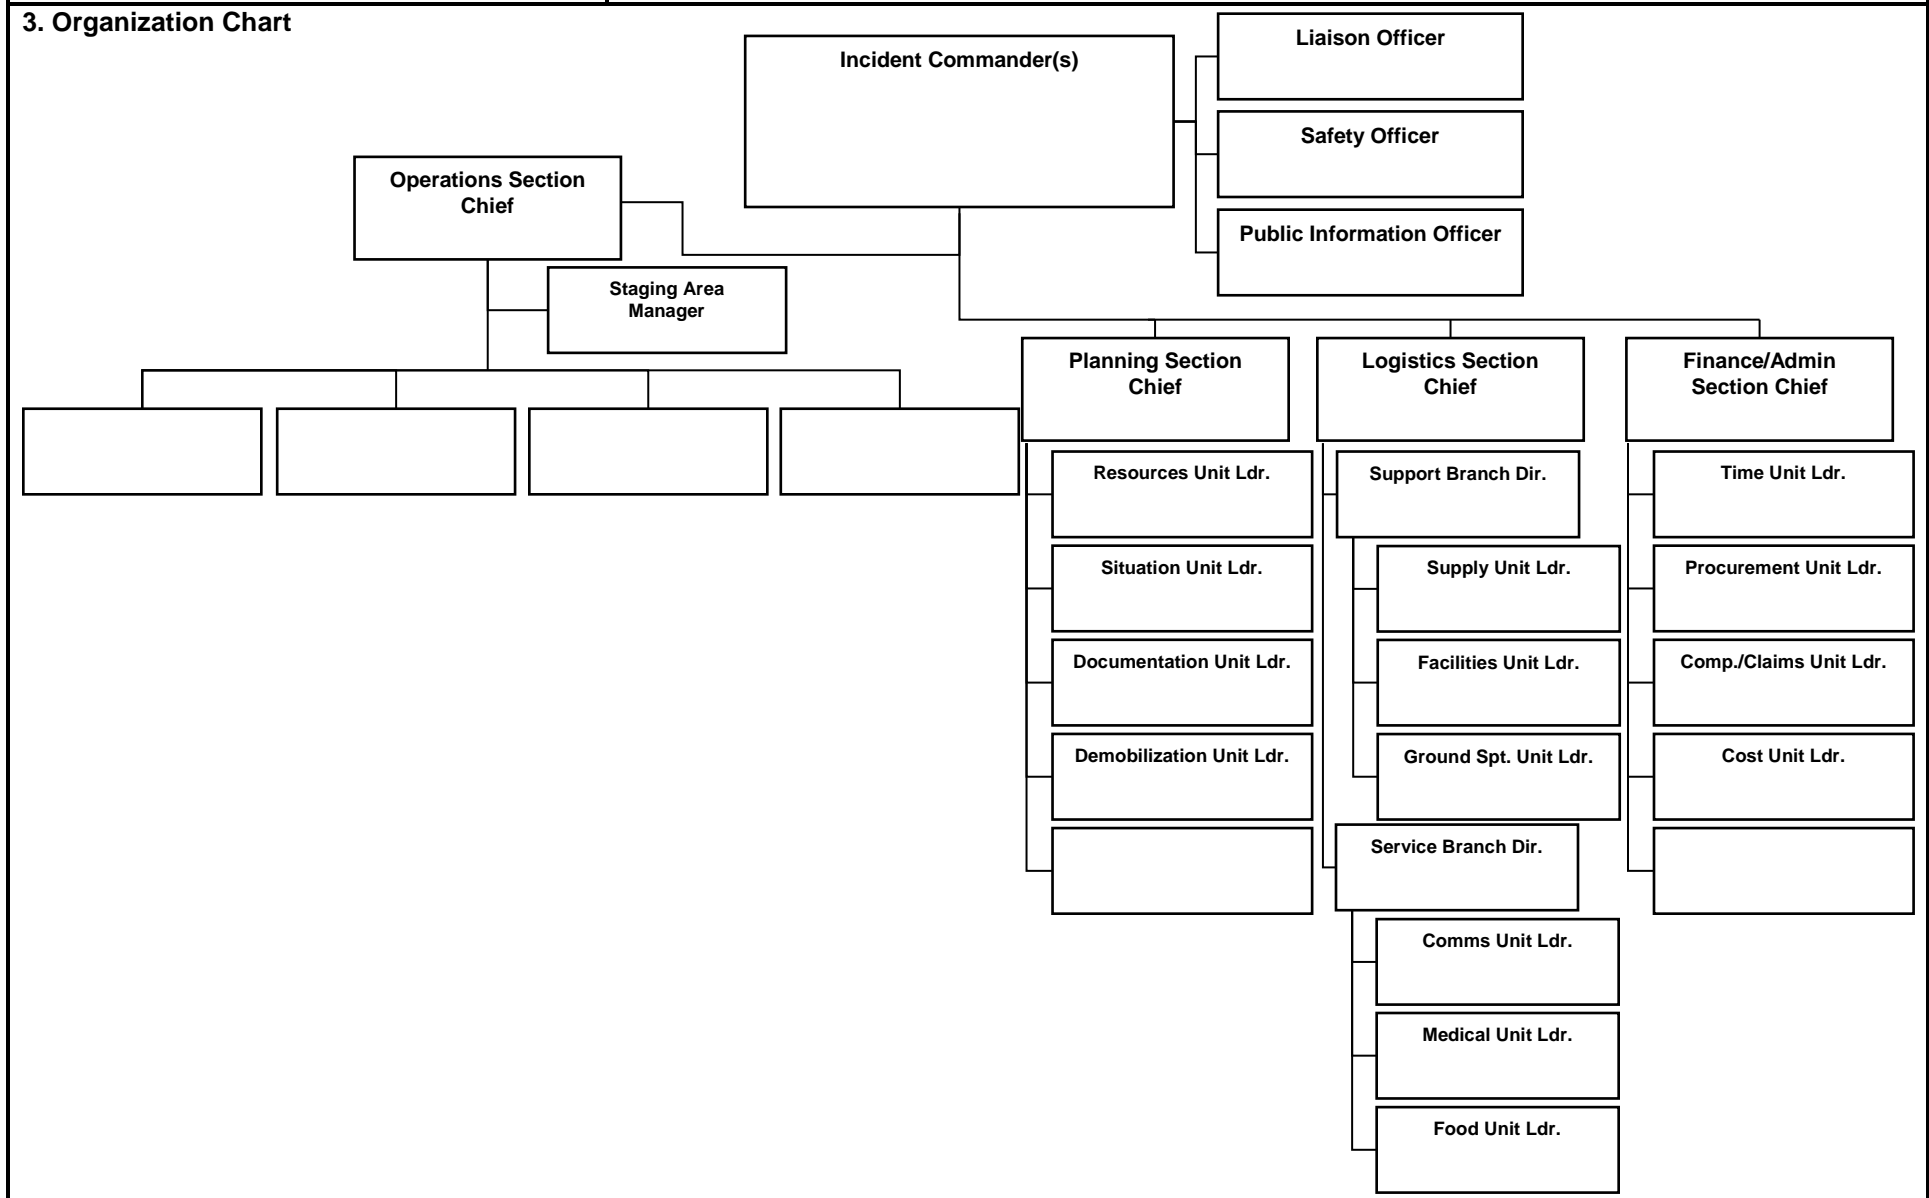 3. Organization Chart
Incident Commander(s)
Liaison Officer
Safety Officer
Public Information Officer
Operations Section
Chief
Staging Area
Manager
Planning Section
Chief
Resources Unit Ldr.
Situation Unit Ldr.
Documentation Unit Ldr.
Demobilization Unit Ldr.
Logistics Section
Chief
Support Branch Dir.
Supply Unit Ldr.
Facilities Unit Ldr.
Ground Spt. Unit Ldr.
Service Branch Dir.
Comms Unit Ldr.
Medical Unit Ldr.
Food Unit Ldr.
Finance/Admin
Section Chief
Time Unit Ldr.
Procurement Unit Ldr.
Comp./Claims Unit Ldr.
Cost Unit Ldr.